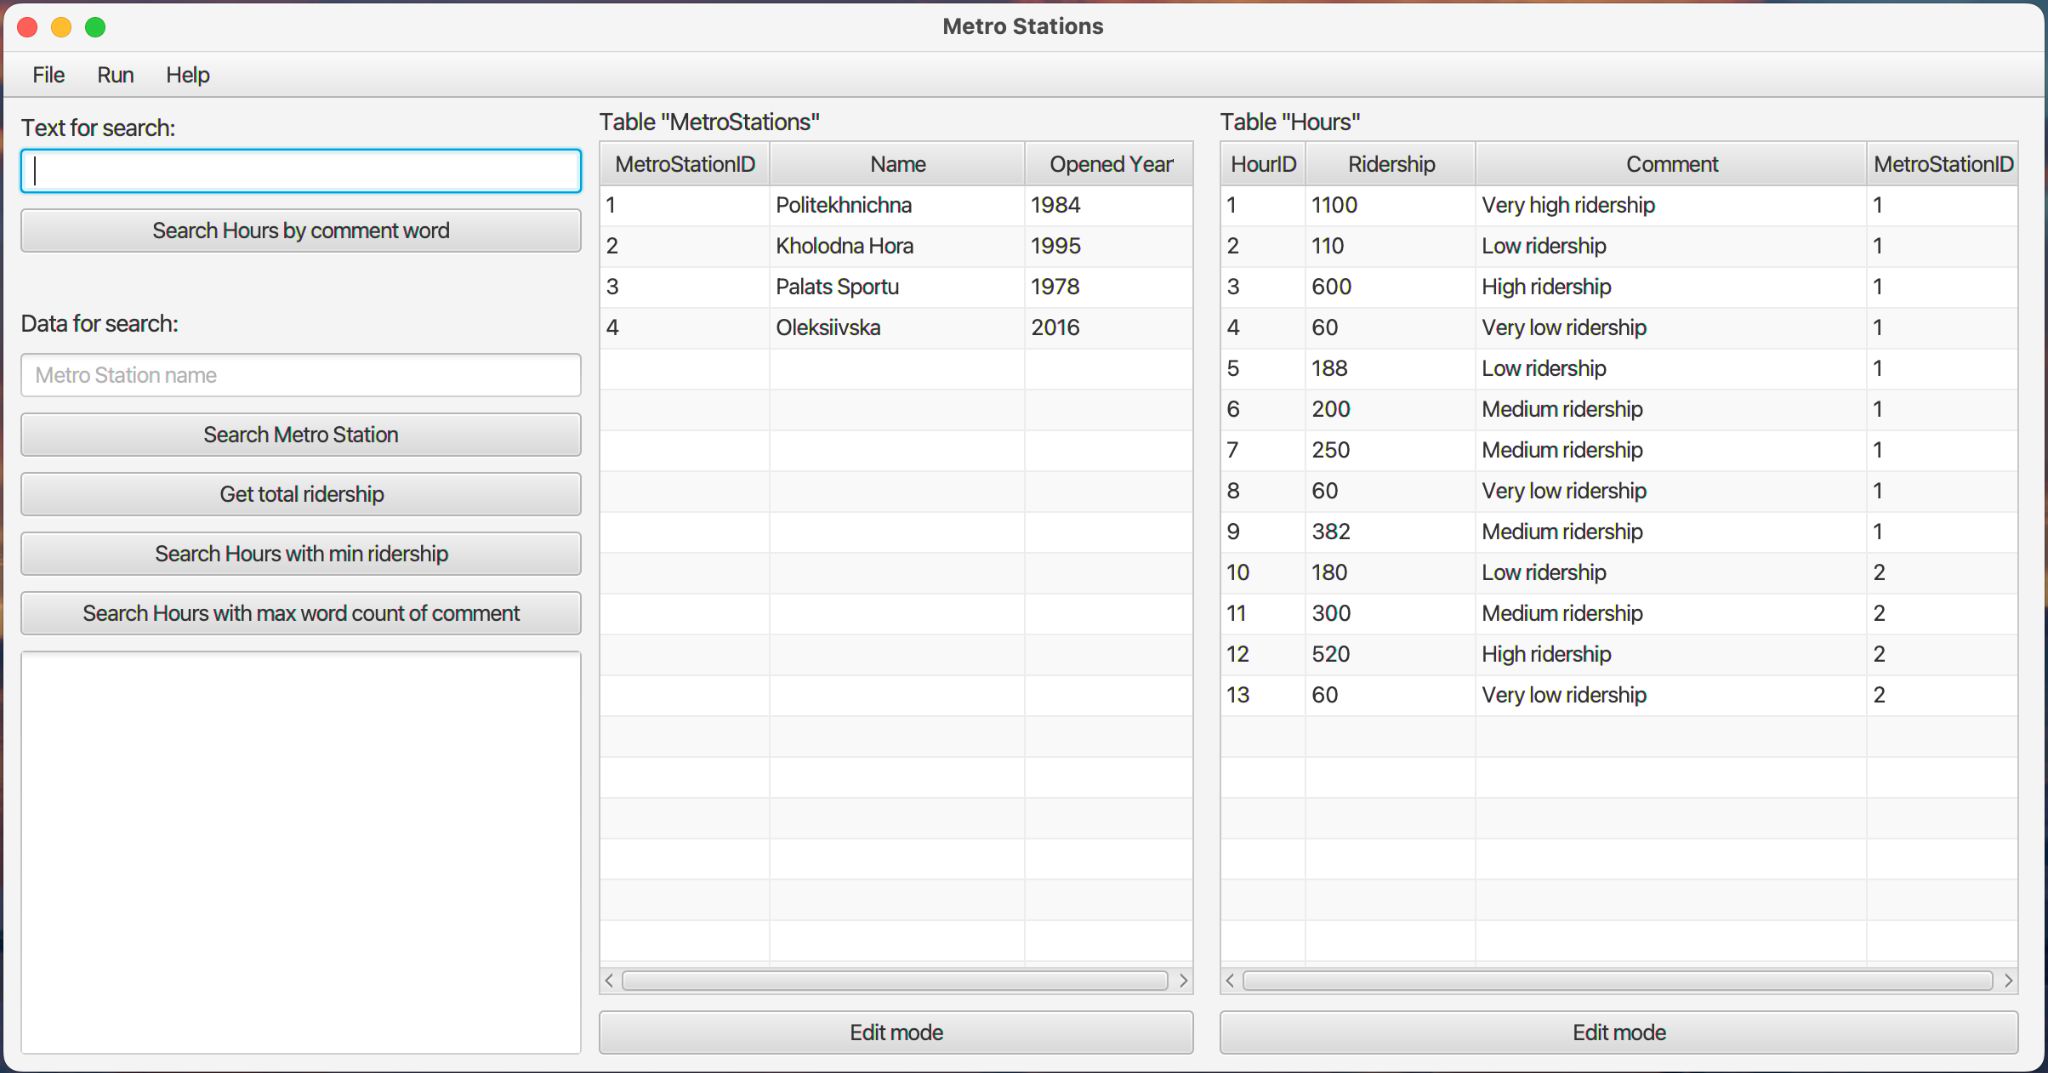 Metro Stations
File Run Help
Text for search:
Search Hours by comment word
Data for search:
Metro Station name
Search Metro Station
Get total ridership
Search Hours with min ridership
Search Hours with max word count of comment
Table "MetroStations"
MetroStationID Name Opened Year
1 Politekhnichna 1984
2 Kholodna Hora 1995
3 Palats Sportu 1978
4 Oleksiivska 2016
Edit mode
Table "Hours"
HourID Ridership Comment MetroStationID
1 1100 Very high ridership 1
2 110 Low ridership 1
3 600 High ridership 1
4 60 Very low ridership 1
5 188 Low ridership 1
6 200 Medium ridership 1
7 250 Medium ridership 1
8 60 Very low ridership 1
9 382 Medium ridership 1
10 180 Low ridership 2
11 300 Medium ridership 2
12 520 High ridership 2
13 60 Very low ridership 2
Edit mode